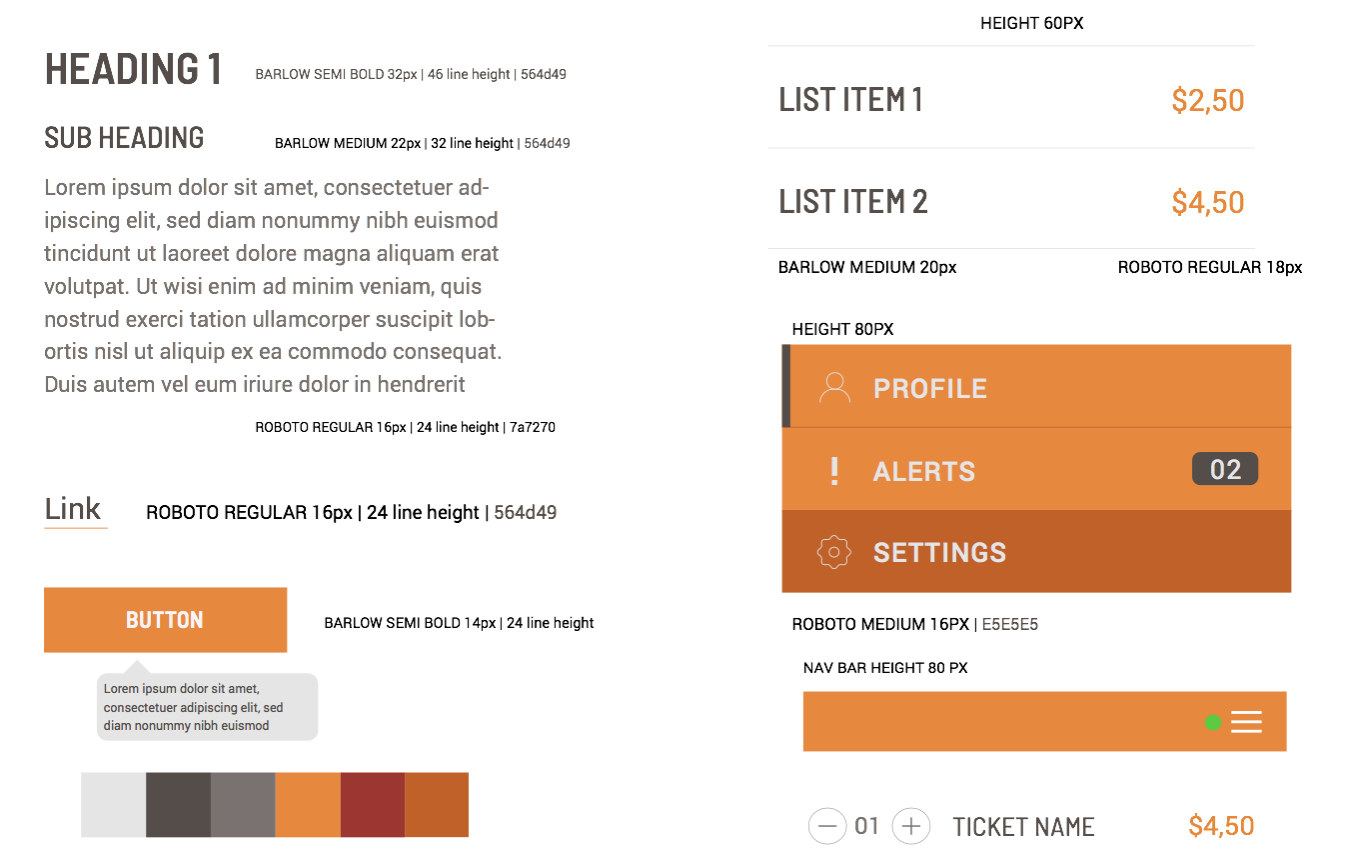 HEADING 1
BARLOW SEMI BOLD 32px | 46 line height | 564d49
SUB HEADING
BARLOW MEDIUM 22px | 32 line height | 564d49
Lorem ipsum dolor sit amet, consectetuer ad-
ipiscing elit, sed diam nonummy nibh euismod
tincidunt ut laoreet dolore magna aliquam erat
volutpat. Ut wisi enim ad minim veniam, quis
nostrud exerci tation ullamcorper suscipit lob-
ortis nisl ut aliquip ex ea commodo consequat.
Duis autem vel eum iriure dolor in hendrerit
ROBOTO REGULAR 16px | 24 line height | 7a7270
Link
ROBOTO REGULAR 16px | 24 line height | 564d49
BUTTON
BARLOW SEMI BOLD 14px | 24 line height
Lorem ipsum dolor sit amet,
consectetuer adipiscing elit, sed
diam nonummy nibh euismod
HEIGHT 60PX
LIST ITEM 1
$2,50
LIST ITEM 2
$4,50
BARLOW MEDIUM 20px
ROBOTO REGULAR 18px
HEIGHT 80PX
PROFILE
! ALERTS
02
SETTINGS
ROBOTO MEDIUM 16PX | E5E5E5
NAV BAR HEIGHT 80 PX
01
TICKET NAME
$4,50